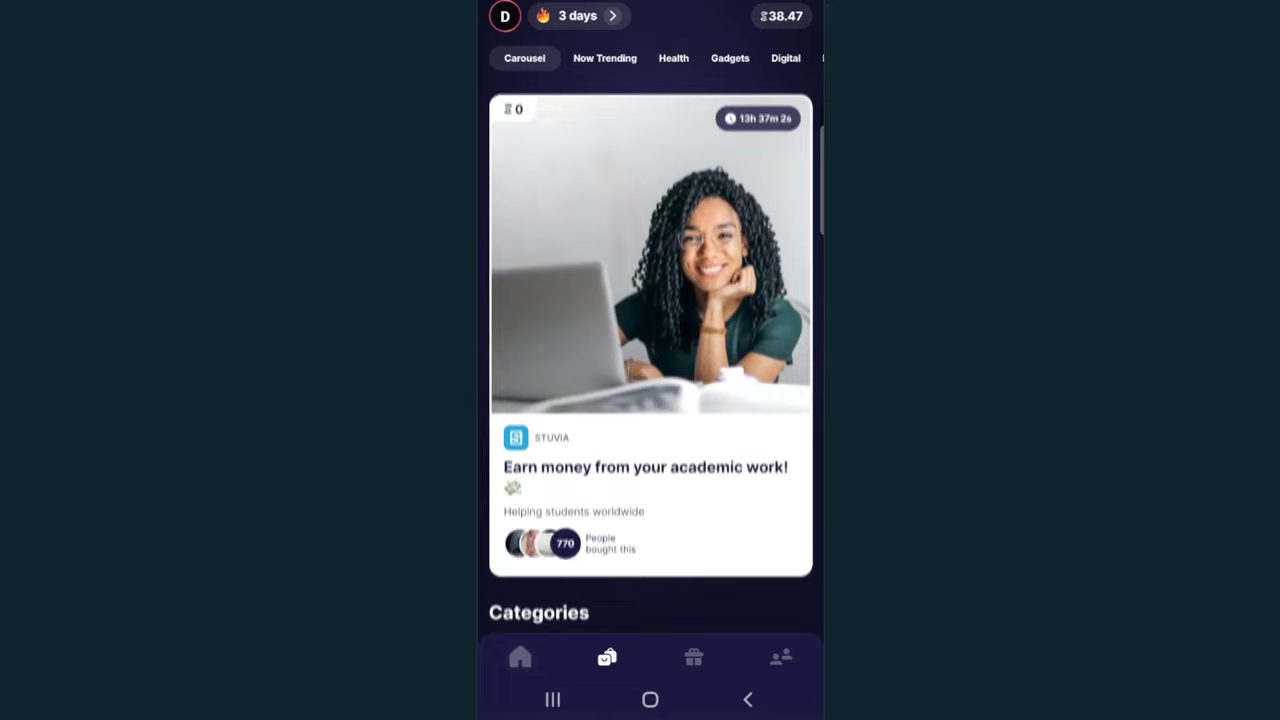 D
3 days
38.47
Carousel
Now Trending
Health
Gadgets
Digital
0
13h 37m 2s
STUVIA
Earn money from your academic work!
Helping students worldwide
770
People
bought this
Categories